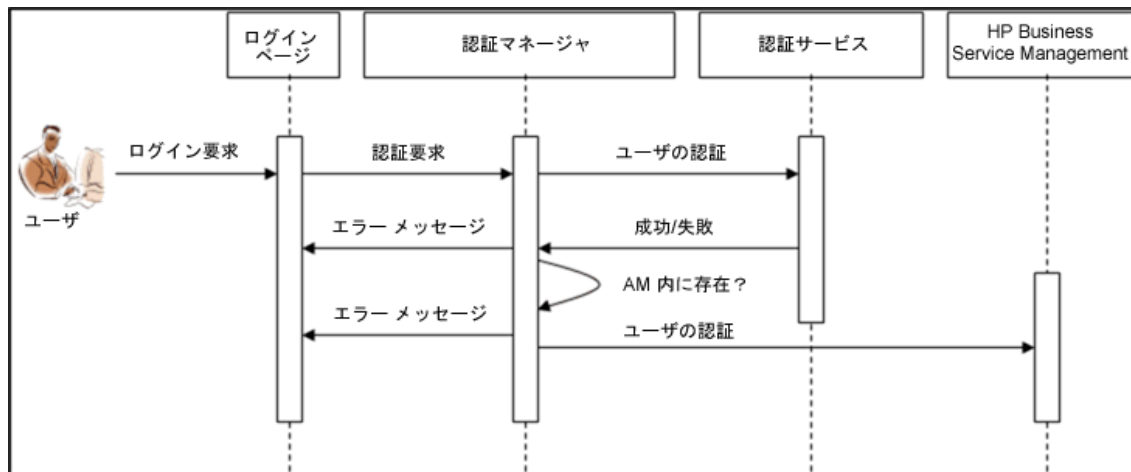 ログイン
ページ
認証マネージャ
認証サービス
HP Business
Service Management
ログイン要求
認証要求
ユーザの認証
ユーザ
エラー メッセージ
成功/失敗
AM 内に存在？
エラー メッセージ
ユーザの認証